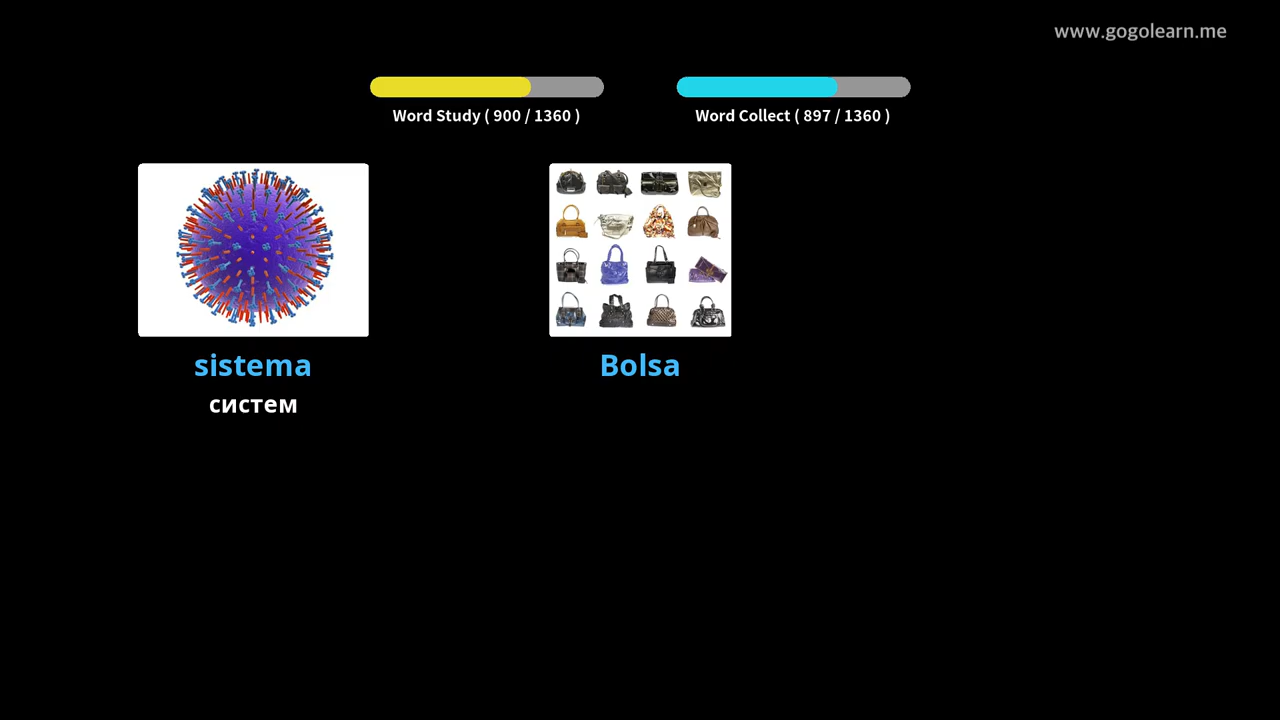 www.gogolearn.me
Word Study ( 900 / 1360 )
Word Collect ( 897 / 1360 )
sistema
систем
Bolsa